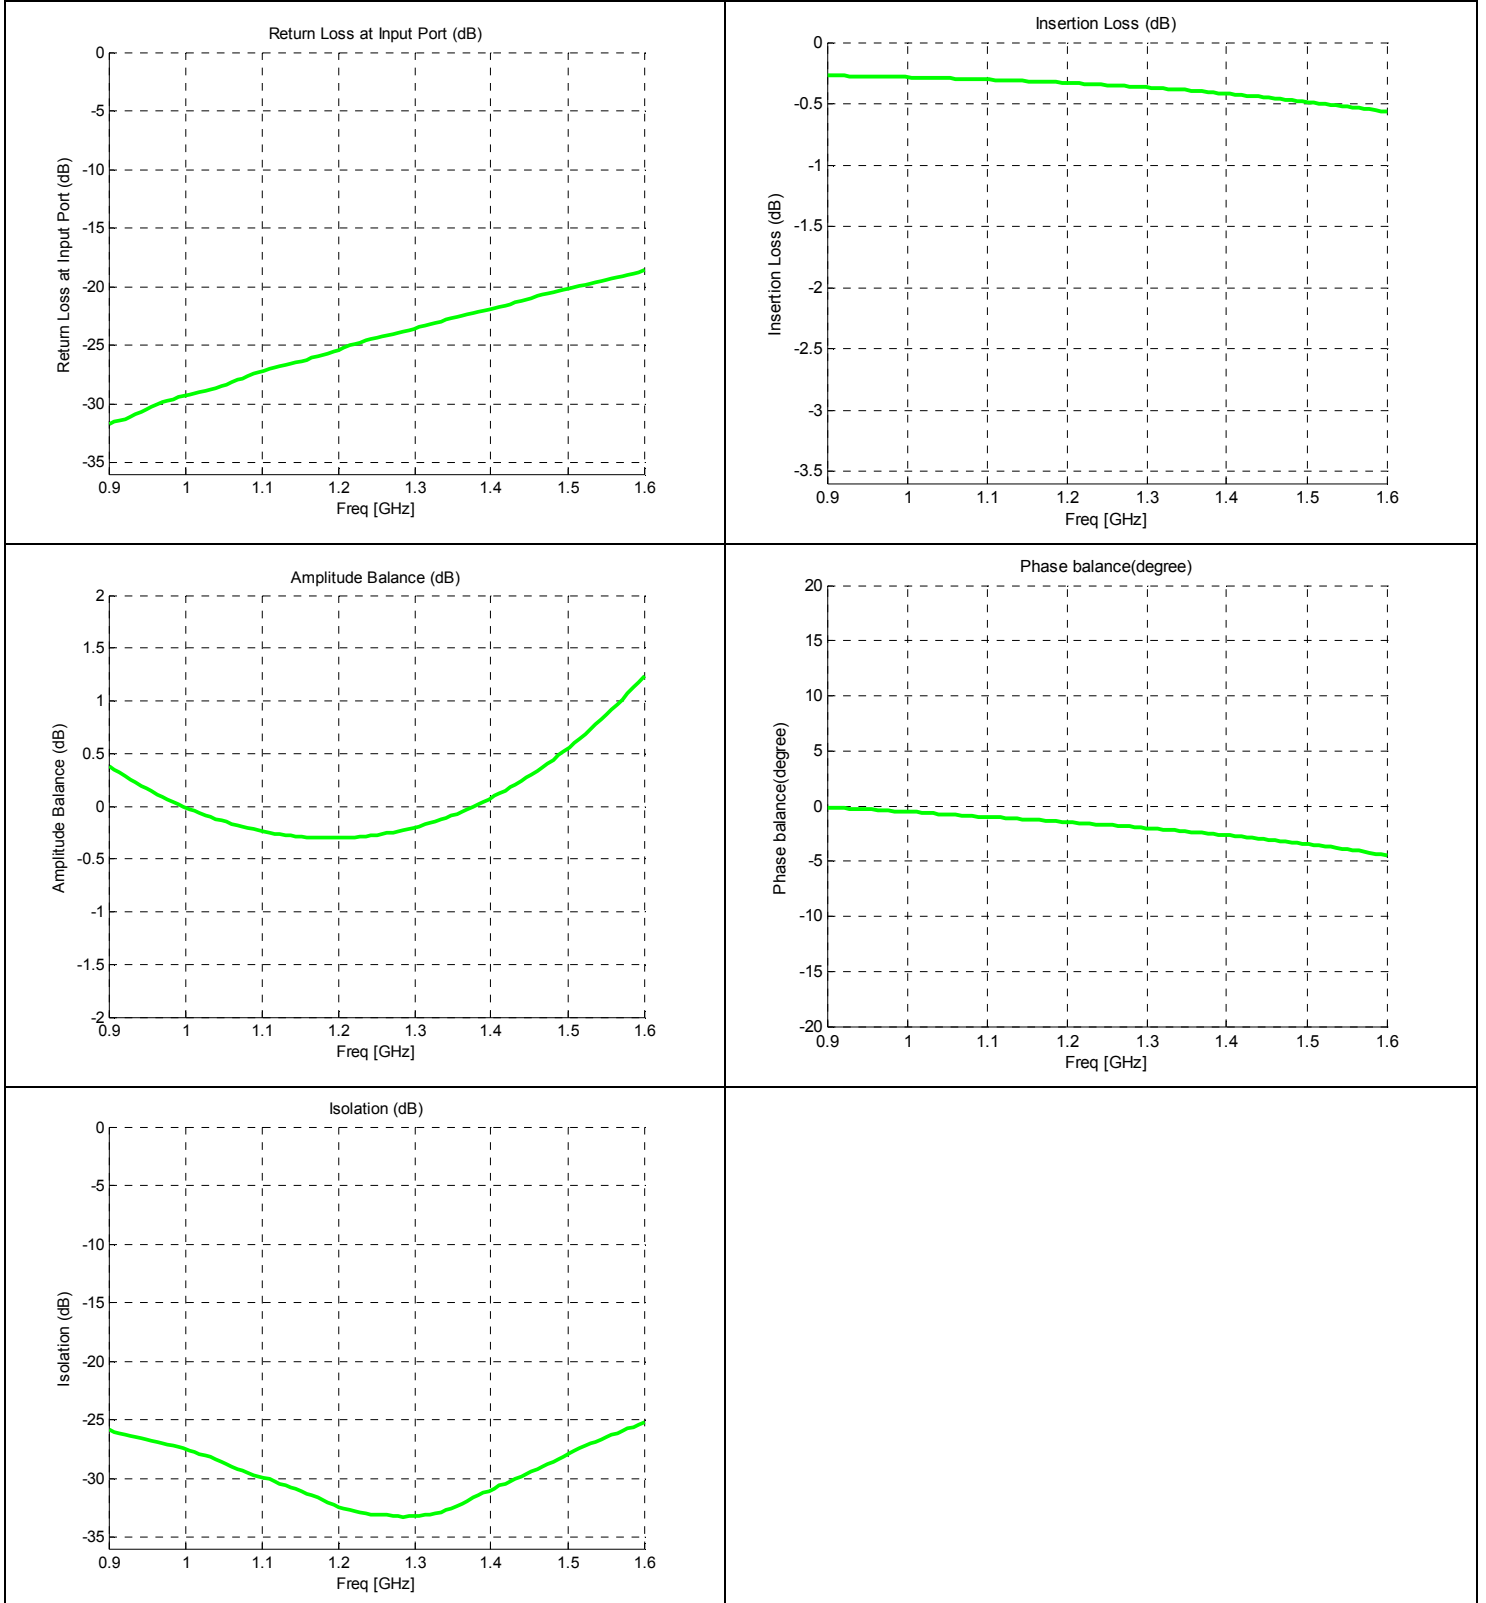 Return Loss at Input Port (dB)
0
-5
-10
-15
-20
-25
-30
-35
Return Loss at Input Port (dB)
0.9 1 1.1 1.2 1.3 1.4 1.5 1.6
Freq [GHz]
Insertion Loss (dB)
0
-0.5
-1
-1.5
-2
-2.5
-3
-3.5
Insertion Loss (dB)
0.9 1 1.1 1.2 1.3 1.4 1.5 1.6
Freq [GHz]
Amplitude Balance (dB)
2
1.5
1
0.5
0
-0.5
-1
-1.5
-2
Amplitude Balance (dB)
0.9 1 1.1 1.2 1.3 1.4 1.5 1.6
Freq [GHz]
Phase balance(degree)
20
15
10
5
0
-5
-10
-15
-20
Phase balance(degree)
0.9 1 1.1 1.2 1.3 1.4 1.5 1.6
Freq [GHz]
Isolation (dB)
0
-5
-10
-15
-20
-25
-30
-35
Isolation (dB)
0.9 1 1.1 1.2 1.3 1.4 1.5 1.6
Freq [GHz]